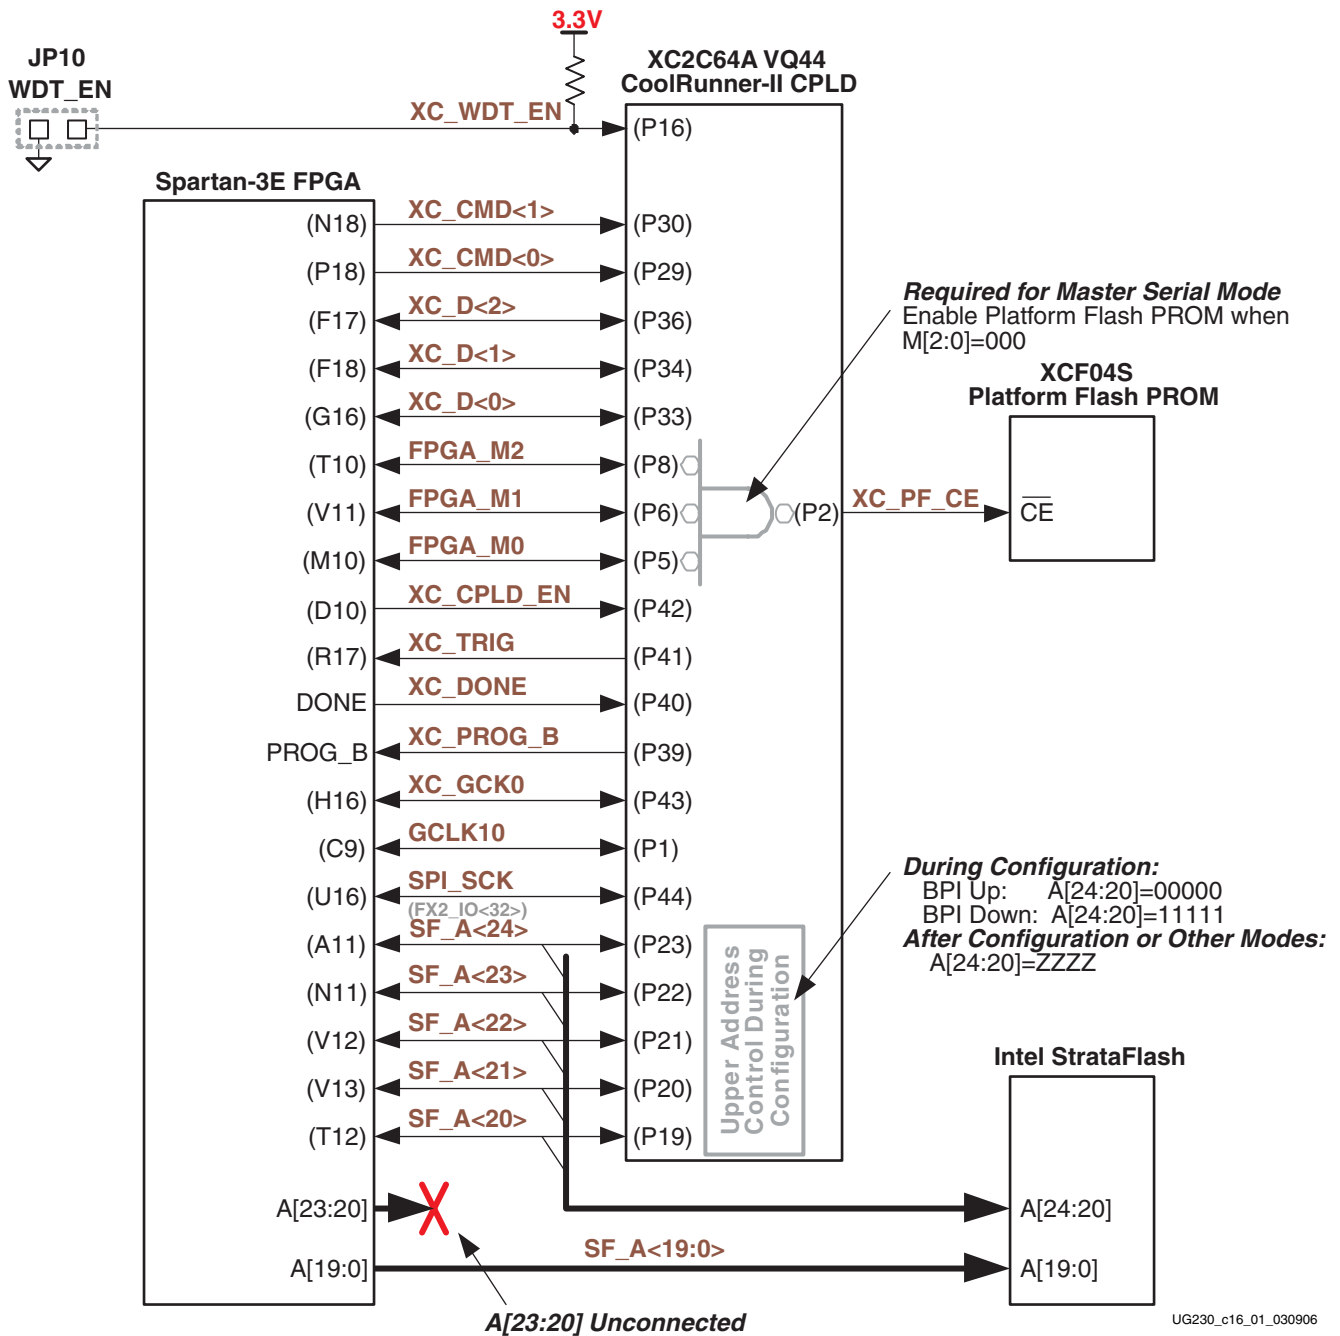 3.3V
JP10
WDT_EN
XC2C64A VQ44
CoolRunner-II CPLD
XC_WDT_EN
(P16)
Spartan-3E FPGA
(N18) XC_CMD<1> (P30)
(P18) XC_CMD<0> (P29)
(F17) XC_D<2> (P36)
(F18) XC_D<1> (P34)
(G16) XC_D<0> (P33)
(T10) FPGA_M2 (P8)
(V11) FPGA_M1 (P6)
(M10) FPGA_M0 (P5)
(D10) XC_CPLD_EN (P42)
(R17) XC_TRIG (P41)
DONE XC_DONE (P40)
PROG_B XC_PROG_B (P39)
(H16) XC_GCK0 (P43)
(C9) GCLK10 (P1)
(U16) SPI_SCK (P44)
(FX2_IO<32>)
(A11) SF_A<24> (P23)
(N11) SF_A<23> (P22)
(V12) SF_A<22> (P21)
(V13) SF_A<21> (P20)
(T12) SF_A<20> (P19)
Required for Master Serial Mode
Enable Platform Flash PROM when
M[2:0]=000
XCF04S
Platform Flash PROM
(P2) XC_PF_CE CE
During Configuration:
BPI Up: A[24:20]=00000
BPI Down: A[24:20]=11111
After Configuration or Other Modes:
A[24:20]=ZZZZ
Upper Address
Control During
Configuration
Intel StrataFlash
A[23:20]
A[24:20]
A[19:0] SF_A<19:0> A[19:0]
A[23:20] Unconnected
UG230_c16_01_030906